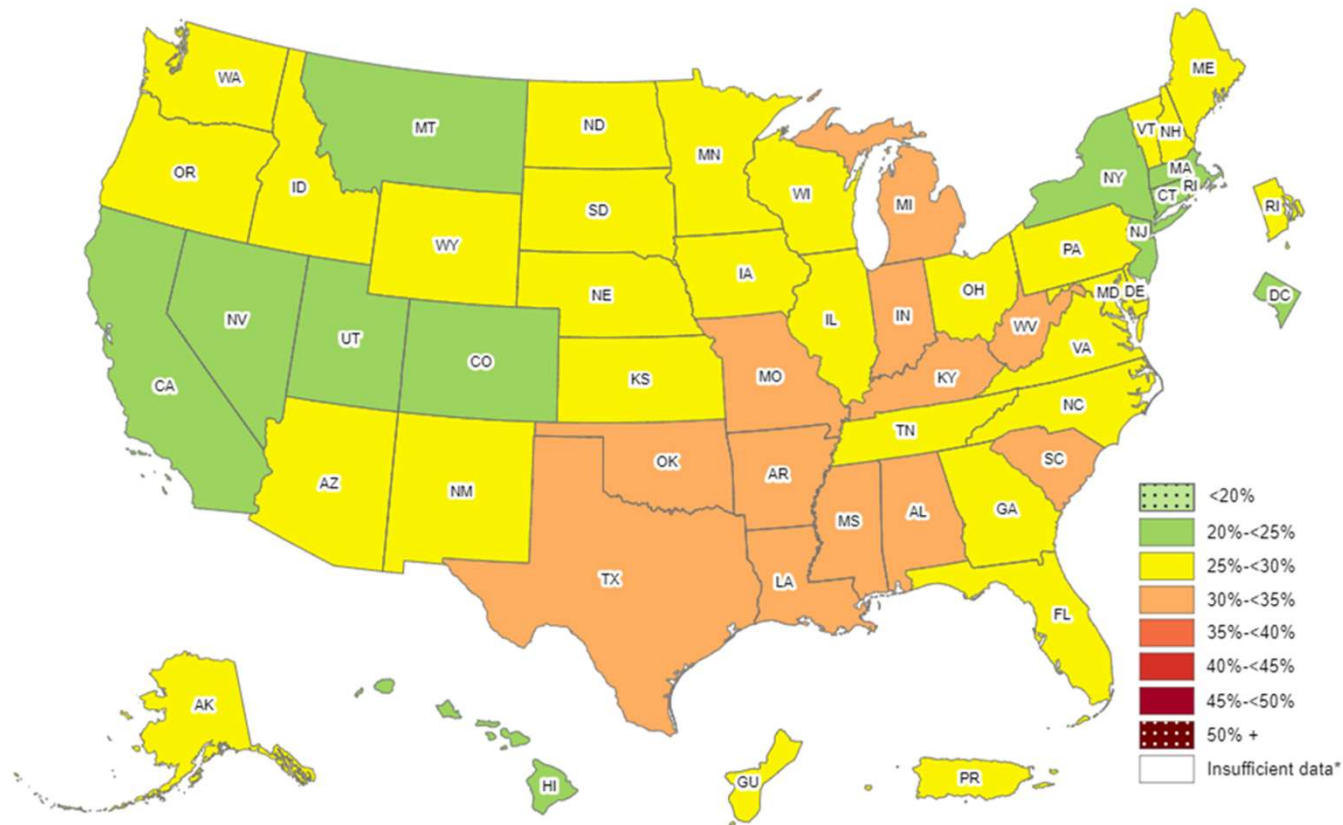 WA
MT
ND
MN
ME
VT
NH
OR
ID
SD
WI
MI
NY
MA
RI
CT
WY
RI
NJ
PA
IA
NE
OH
MD
DE
DC
NV
UT
CO
IL
IN
WV
VA
CA
KS
MO
KY
NC
TN
OK
AR
SC
AZ
NM
MS
AL
GA
TX
LA
FL
AK
HI
GU
PR
<20%
20%-<25%
25%-<30%
30%-<35%
35%-<40%
40%-<45%
45%-<50%
50% +
Insufficient data*